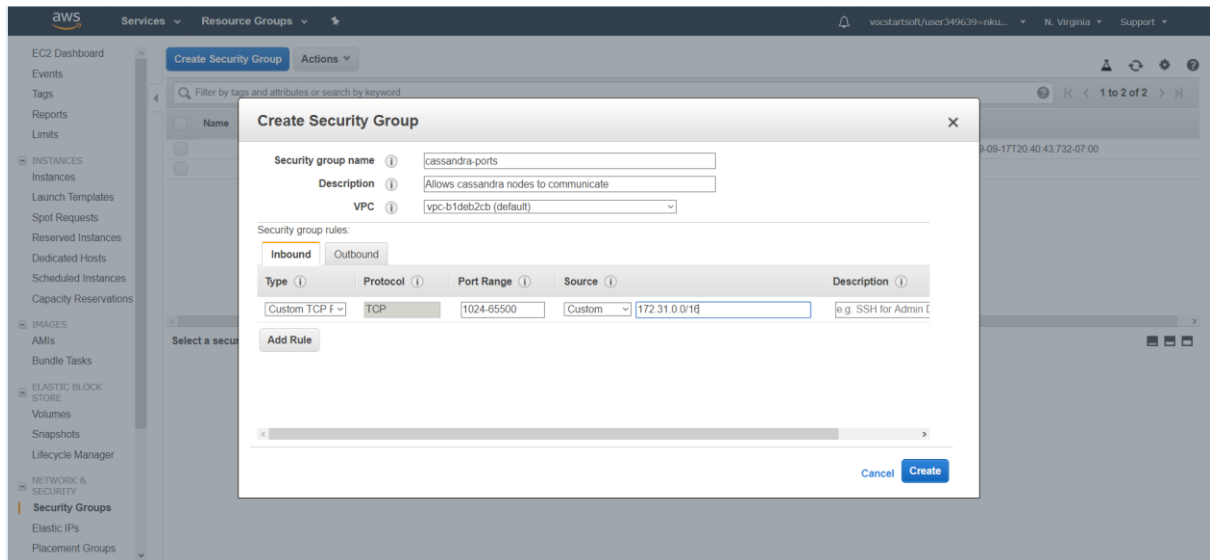 aws Services Resource Groups vocstartsoft/user349639=nku... N. Virginia Support
EC2 Dashboard
Events
Tags
Reports
Limits
INSTANCES
Instances
Launch Templates
Spot Requests
Reserved Instances
Dedicated Hosts
Scheduled Instances
Capacity Reservations
IMAGES
AMIs
Bundle Tasks
ELASTIC BLOCK
STORE
Volumes
Snapshots
Lifecycle Manager
NETWORK &
SECURITY
Security Groups
Elastic IPs
Placement Groups
Create Security Group Actions
Filter by tags and attributes or search by keyword 1 to 2 of 2
Name
9-09-17T20:40:43.732-07:00
Select a secur
Create Security Group
Security group name cassandra-ports
Description Allows cassandra nodes to communicate
VPC vpc-b1deb2cb (default)
Security group rules:
Inbound Outbound
Type Protocol Port Range Source Description
Custom TCP F TCP 1024-65500 Custom 172.31.0.0/16 e.g. SSH for Admin D
Add Rule
Cancel Create